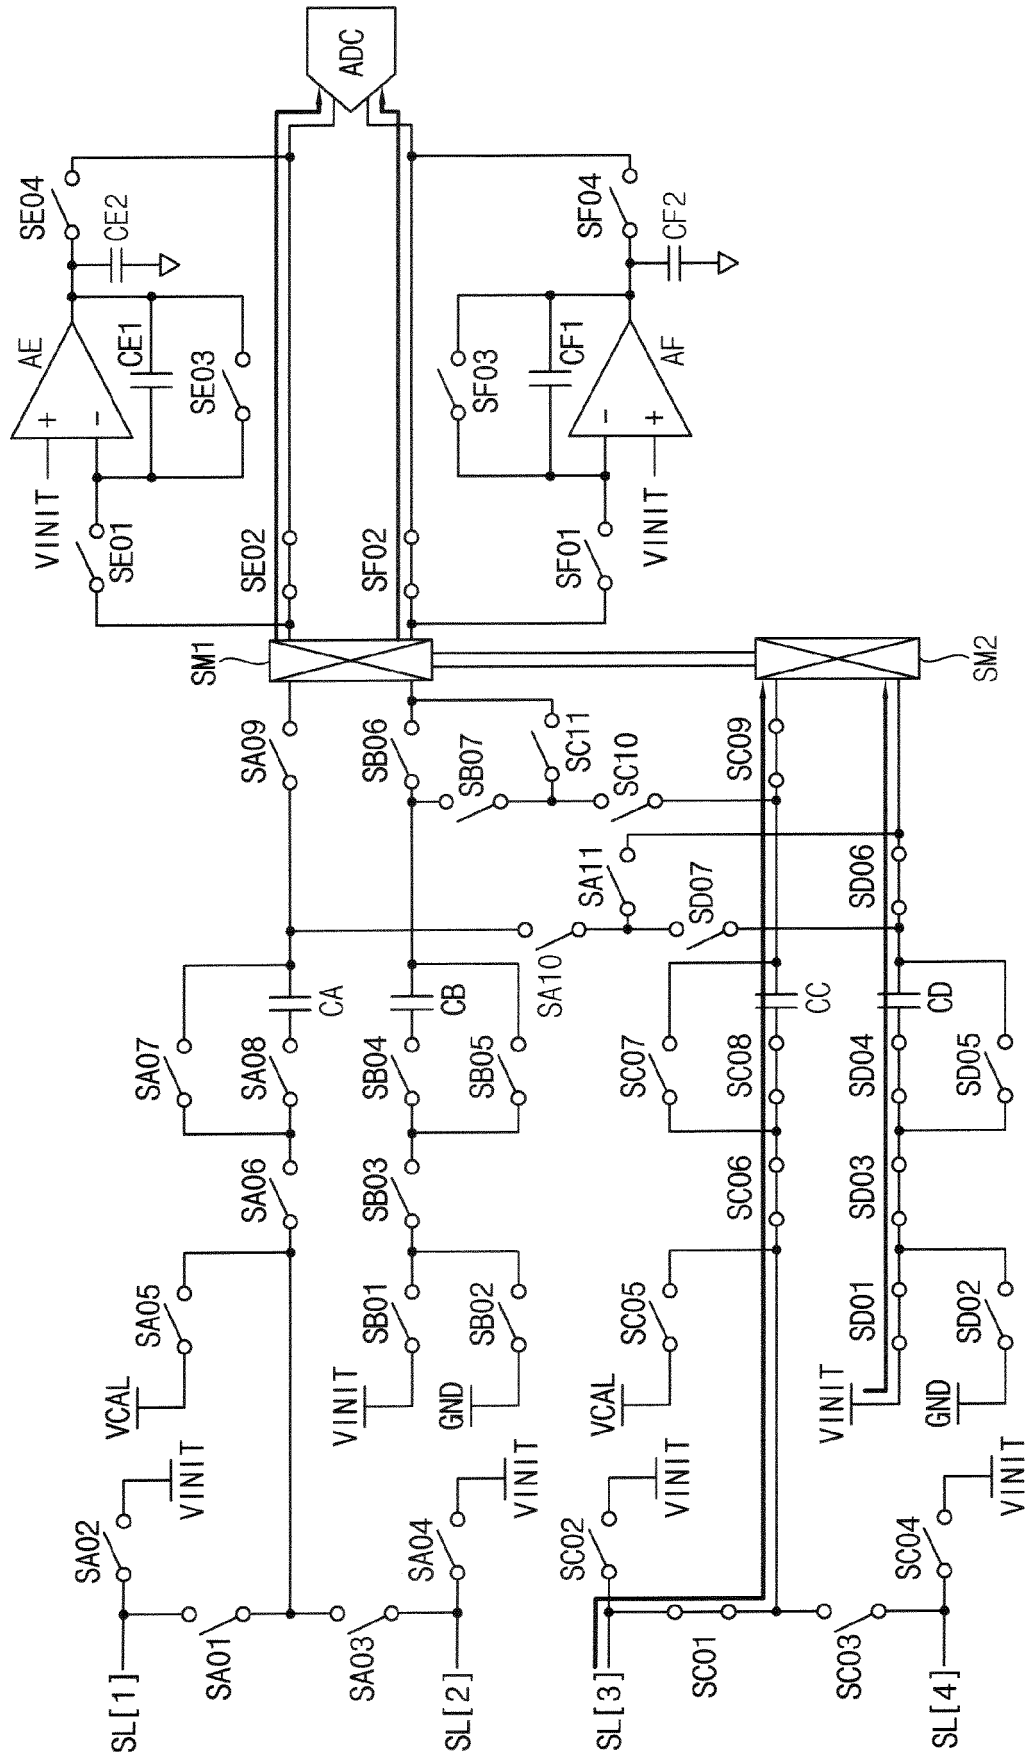 SL[1]
SA01
SA02
VINIT
SL[2]
SA03
SA04
VINIT
VCAL
SA05
SA06
SA07
SA08
CA
SA09
VINIT
SB01
GND
SB02
SB03
SB04
CB
SB05
SB06
SB07
SC11
SC10
SA10
SA11
SD07
SL[3]
SC01
SC02
VINIT
SL[4]
SC03
SC04
VINIT
VCAL
SC05
SC06
SC07
SC08
CC
SC09
VINIT
SD01
GND
SD02
SD03
SD04
CD
SD05
SD06
SM1
SM2
VINIT
SE01
SE02
+
-
AE
CE1
SE03
CE2
SE04
SF01
SF02
VINIT
-
+
AF
CF1
SF03
CF2
SF04
ADC